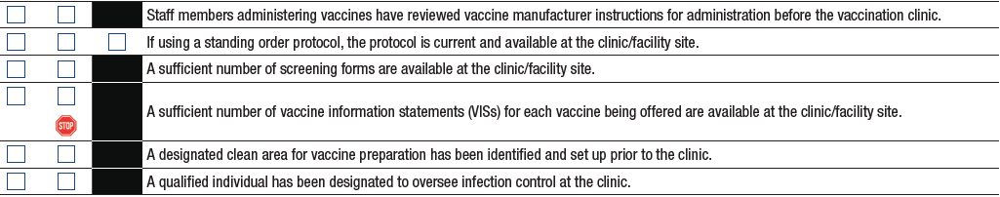 Staff members administering vaccines have reviewed vaccine manufacturer instructions for administration before the vaccination clinic.
If using a standing order protocol, the protocol is current and available at the clinic/facility site.
A sufficient number of screening forms are available at the clinic/facility site.
A sufficient number of vaccine information statements (VISs) for each vaccine being offered are available at the clinic/facility site.
STOP
A designated clean area for vaccine preparation has been identified and set up prior to the clinic.
A qualified individual has been designated to oversee infection control at the clinic.